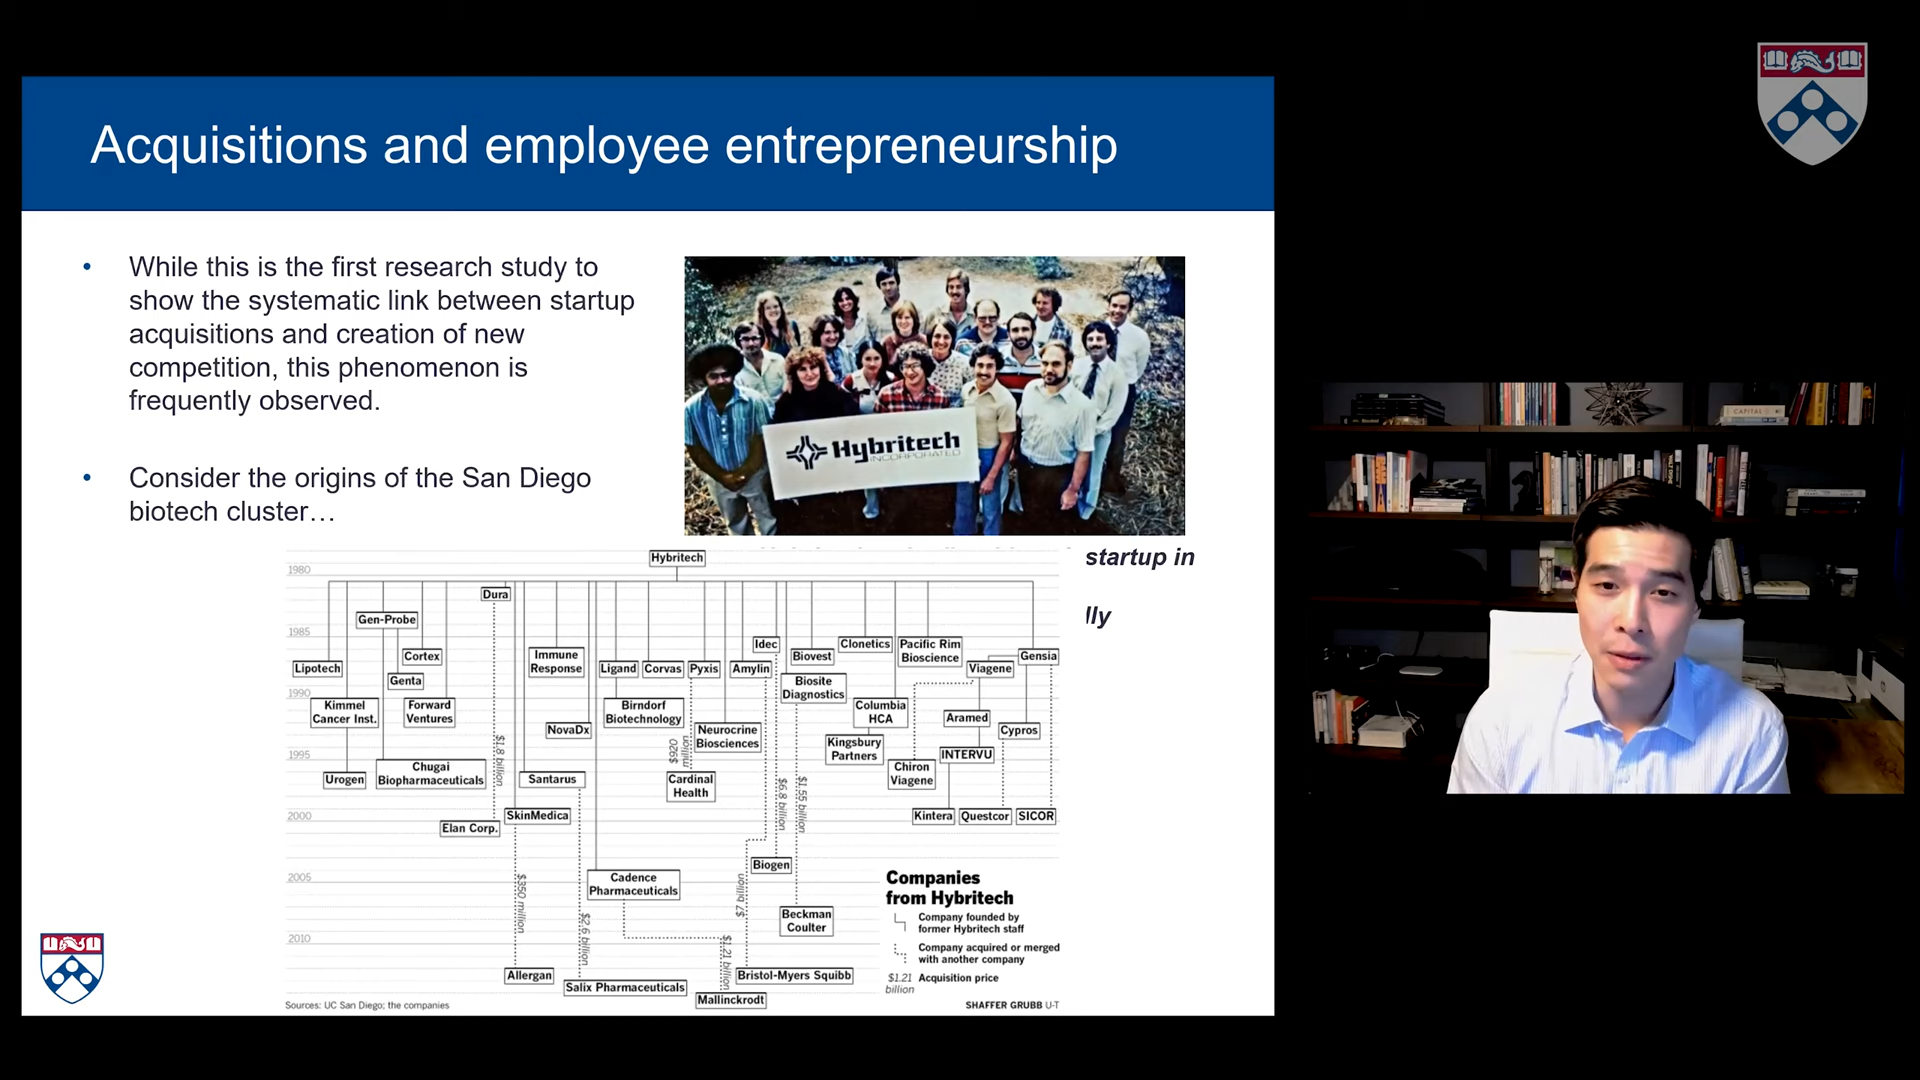 Acquisitions and employee entrepreneurship
• While this is the first research study to
show the systematic link between startup
acquisitions and creation of new
competition, this phenomenon is
frequently observed.
• Consider the origins of the San Diego
biotech cluster…
Hybritech
INCORPORATED
startup in
lly
Hybritech
1980
Dura
Gen-Probe
1985
Idec
Clonetics
Pacific Rim
Bioscience
Cortex
Immune
Response
Biovest
Gensia
Lipotech
Ligand
Corvas
Pyxis
Amylin
Viagene
Genta
Biosite
Diagnostics
1990
Kimmel
Cancer Inst.
Forward
Ventures
Birndorf
Biotechnology
Columbia
HCA
Aramed
NovaDx
Neurocrine
Biosciences
Cypros
$1.8 billion
$920
million
Kingsbury
Partners
INTERVU
1995
Chugai
Biopharmaceuticals
Chiron
Viagene
Urogen
Santarus
Cardinal
Health
$6.8 billion
$1.55 billion
2000
SkinMedica
Kintera
Questcor
SICOR
Elan Corp.
Biogen
2005
Cadence
Pharmaceuticals
$350 million
$7 billion
Beckman
Coulter
$2.6 billion
2010
$1.21 billion
Allergan
Salix Pharmaceuticals
Bristol-Myers Squibb
Mallinckrodt
Companies
from Hybritech
Company founded by
former Hybritech staff
Company acquired or merged
with another company
$1.21
billion
Acquisition price
Sources: UC San Diego; the companies
SHAFFER GRUBB U-T
CAPITAL